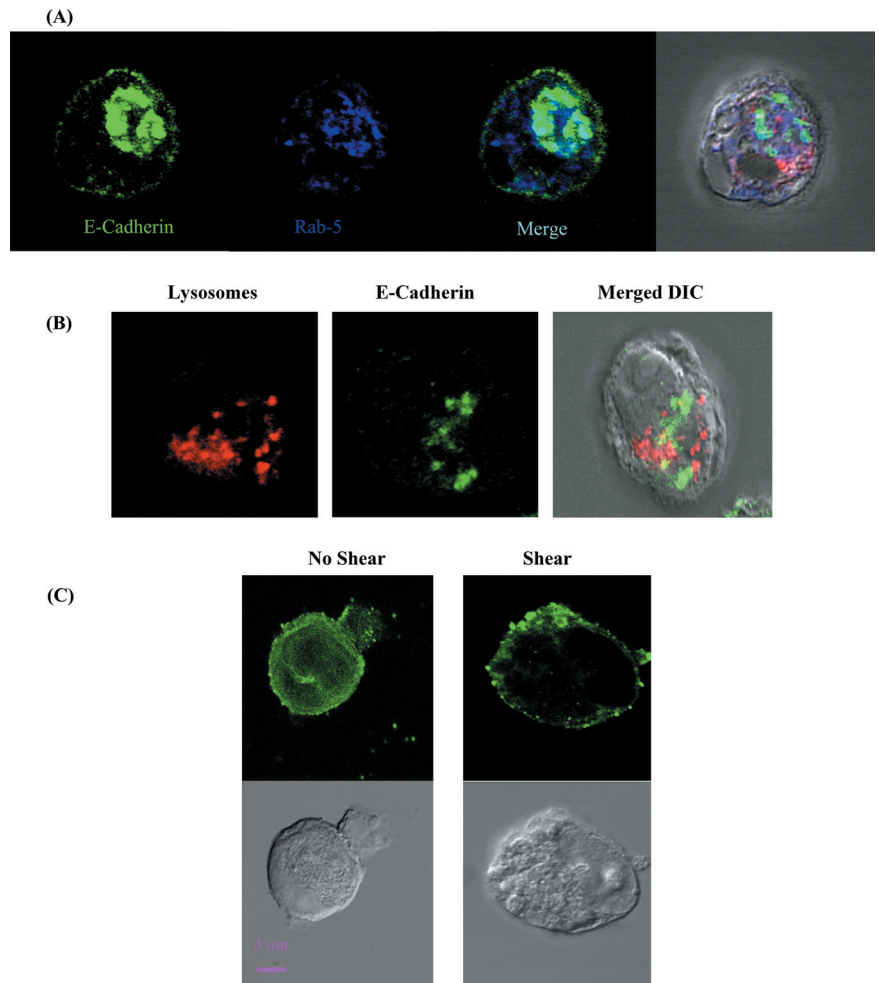 (A)
E-Cadherin
Rab-5
Merge
Lysosomes
E-Cadherin
Merged DIC
(B)
No Shear
Shear
(C)
3 μm